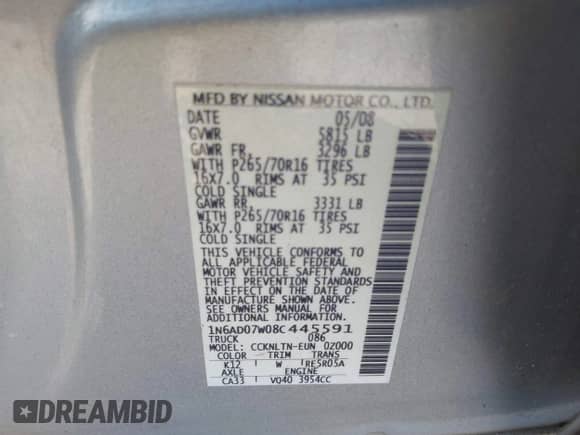 MFD BY NISSAN MOTOR CO., LTD.
DATE 05/08
GVWR 5815 LB
GAWR FR, 3296 LB
WITH P265/70R16 TIRES
16X7.0 RIMS AT 35 PSI
COLD SINGLE
GAWR RR, 3331 LB
WITH P265/70R16 TIRES
16X7.0 RIMS AT 35 PSI
COLD SINGLE
THIS VEHICLE CONFORMS TO
ALL APPLICABLE FEDERAL
MOTOR VEHICLE SAFETY AND
THEFT PREVENTION STANDARDS
IN EFFECT ON THE DATE OF
MANUFACTURE SHOWN ABOVE.
SEE OWNERS MANUAL FOR
ADDITIONAL INFORMATION.
1N6AD07W08C445591
TRUCK 086
MODEL: CCKNLTN-EUN 0Z000
COLOR TRIM TRANS
K12 W RE5R05A
AXLE ENGINE
CA33 VQ40 3954CC
DREAMBID